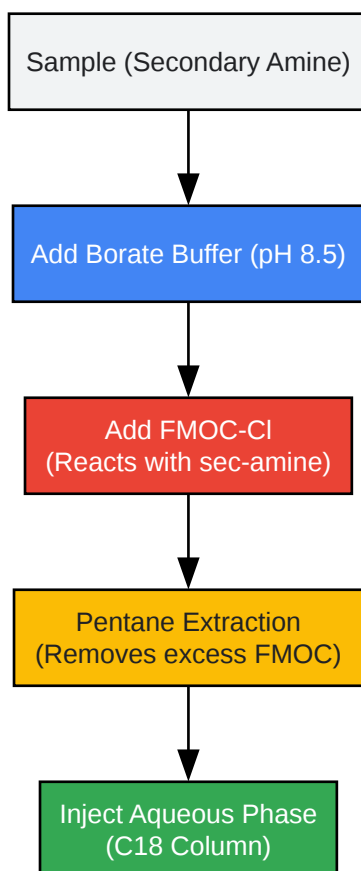 Sample (Secondary Amine)
Add Borate Buffer (pH 8.5)
Add FMOC-Cl
(Reacts with sec-amine)
Pentane Extraction
(Removes excess FMOC)
Inject Aqueous Phase
(C18 Column)